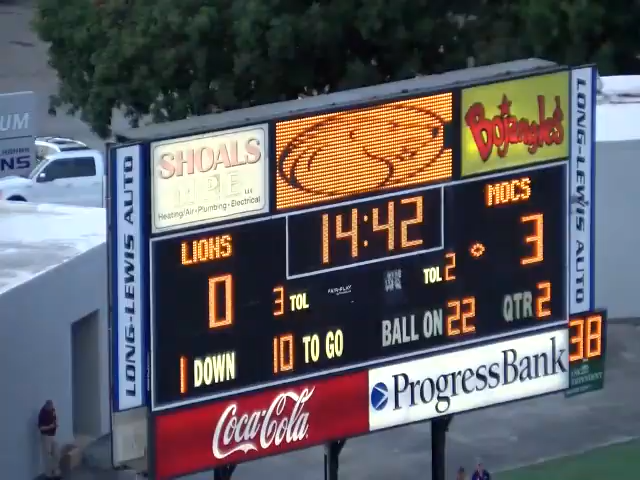 UM
NS
LONG-LEWIS AUTO
SHOALS
Heating/Air • Plumbing • Electrical
Bojangles'
LONG-LEWIS AUTO
LIONS
14:42
MOCS
0
3 TOL
FAIR-PLAY
TOL 2
3
1 DOWN
10 TO GO
BALL ON 22
QTR 2
38
Coca-Cola
ProgressBank